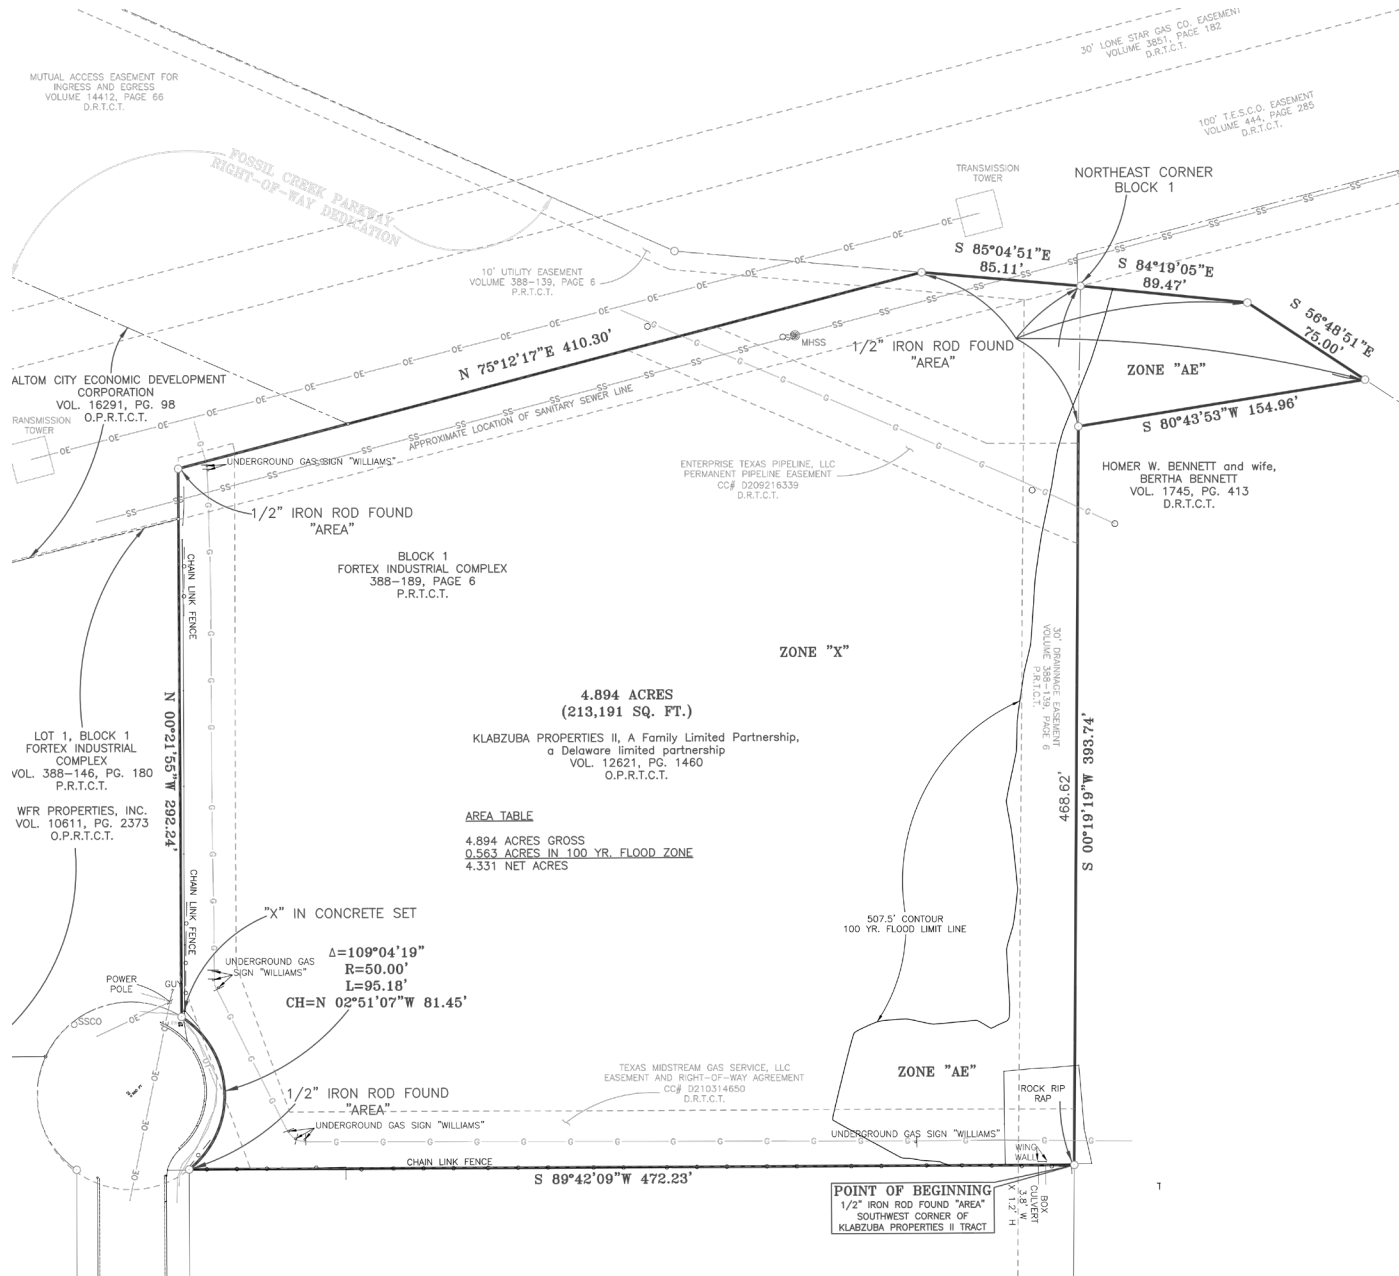 30' LONE STAR GAS CO. EASEMENT
VOLUME 3851, PAGE 182
D.R.T.C.T.
MUTUAL ACCESS EASEMENT FOR
INGRESS AND EGRESS
VOLUME 14412, PAGE 66
D.R.T.C.T.
100' T.E.S.C.O. EASEMENT
VOLUME 444, PAGE 285
D.R.T.C.T.
FOSSIL CREEK PARKWAY
RIGHT-OF-WAY DEDICATION
TRANSMISSION
TOWER
NORTHEAST CORNER
BLOCK 1
S 85°04'51"E
85.11'
S 84°19'05"E
89.47'
S 56°48'51"E
75.00'
10' UTILITY EASEMENT
VOLUME 388-139, PAGE 6
P.R.T.C.T.
N 75°12'17"E 410.30'
MHSS
1/2" IRON ROD FOUND
"AREA"
ZONE "AE"
S 80°43'53"W 154.96'
ALTOM CITY ECONOMIC DEVELOPMENT
CORPORATION
VOL. 16291, PG. 98
O.P.R.T.C.T.
RANSMISSION
TOWER
APPROXIMATE LOCATION OF SANITARY SEWER LINE
UNDERGROUND GAS SIGN "WILLIAMS"
ENTERPRISE TEXAS PIPELINE, LLC
PERMANENT PIPELINE EASEMENT
CC# D209216339
D.R.T.C.T.
HOMER W. BENNETT and wife,
BERTHA BENNETT
VOL. 1745, PG. 413
D.R.T.C.T.
1/2" IRON ROD FOUND
"AREA"
BLOCK 1
FORTEX INDUSTRIAL COMPLEX
388-189, PAGE 6
P.R.T.C.T.
CHAIN LINK FENCE
ZONE "X"
30' DRAINAGE EASEMENT
VOLUME 388-139, PAGE 6
P.R.T.C.T.
4.894 ACRES
(213,191 SQ. FT.)
KLABZUBA PROPERTIES II, A Family Limited Partnership,
a Delaware limited partnership
VOL. 12621, PG. 1460
O.P.R.T.C.T.
N 00°21'55"W 292.24'
468.62'
S 00°19'19"W 393.74'
LOT 1, BLOCK 1
FORTEX INDUSTRIAL
COMPLEX
VOL. 388-146, PG. 180
P.R.T.C.T.
WFR PROPERTIES, INC.
VOL. 10611, PG. 2373
O.P.R.T.C.T.
AREA TABLE
4.894 ACRES GROSS
0.563 ACRES IN 100 YR. FLOOD ZONE
4.331 NET ACRES
CHAIN LINK FENCE
"X" IN CONCRETE SET
507.5' CONTOUR
100 YR. FLOOD LIMIT LINE
Δ=109°04'19"
R=50.00'
L=95.18'
CH=N 02°51'07"W 81.45'
UNDERGROUND GAS
SIGN "WILLIAMS"
POWER
POLE
GUY
SSCO
OE
30
30
30
TEXAS MIDSTREAM GAS SERVICE, LLC
EASEMENT AND RIGHT-OF-WAY AGREEMENT
CC# D210314650
D.R.T.C.T.
ZONE "AE"
ROCK RIP
RAP
1/2" IRON ROD FOUND
"AREA"
UNDERGROUND GAS SIGN "WILLIAMS"
UNDERGROUND GAS SIGN "WILLIAMS"
WING
WALL
CHAIN LINK FENCE
S 89°42'09"W 472.23'
POINT OF BEGINNING
1/2" IRON ROD FOUND "AREA"
SOUTHWEST CORNER OF
KLABZUBA PROPERTIES II TRACT
BOX
CULVERT
3.8' W
X 1.2' H